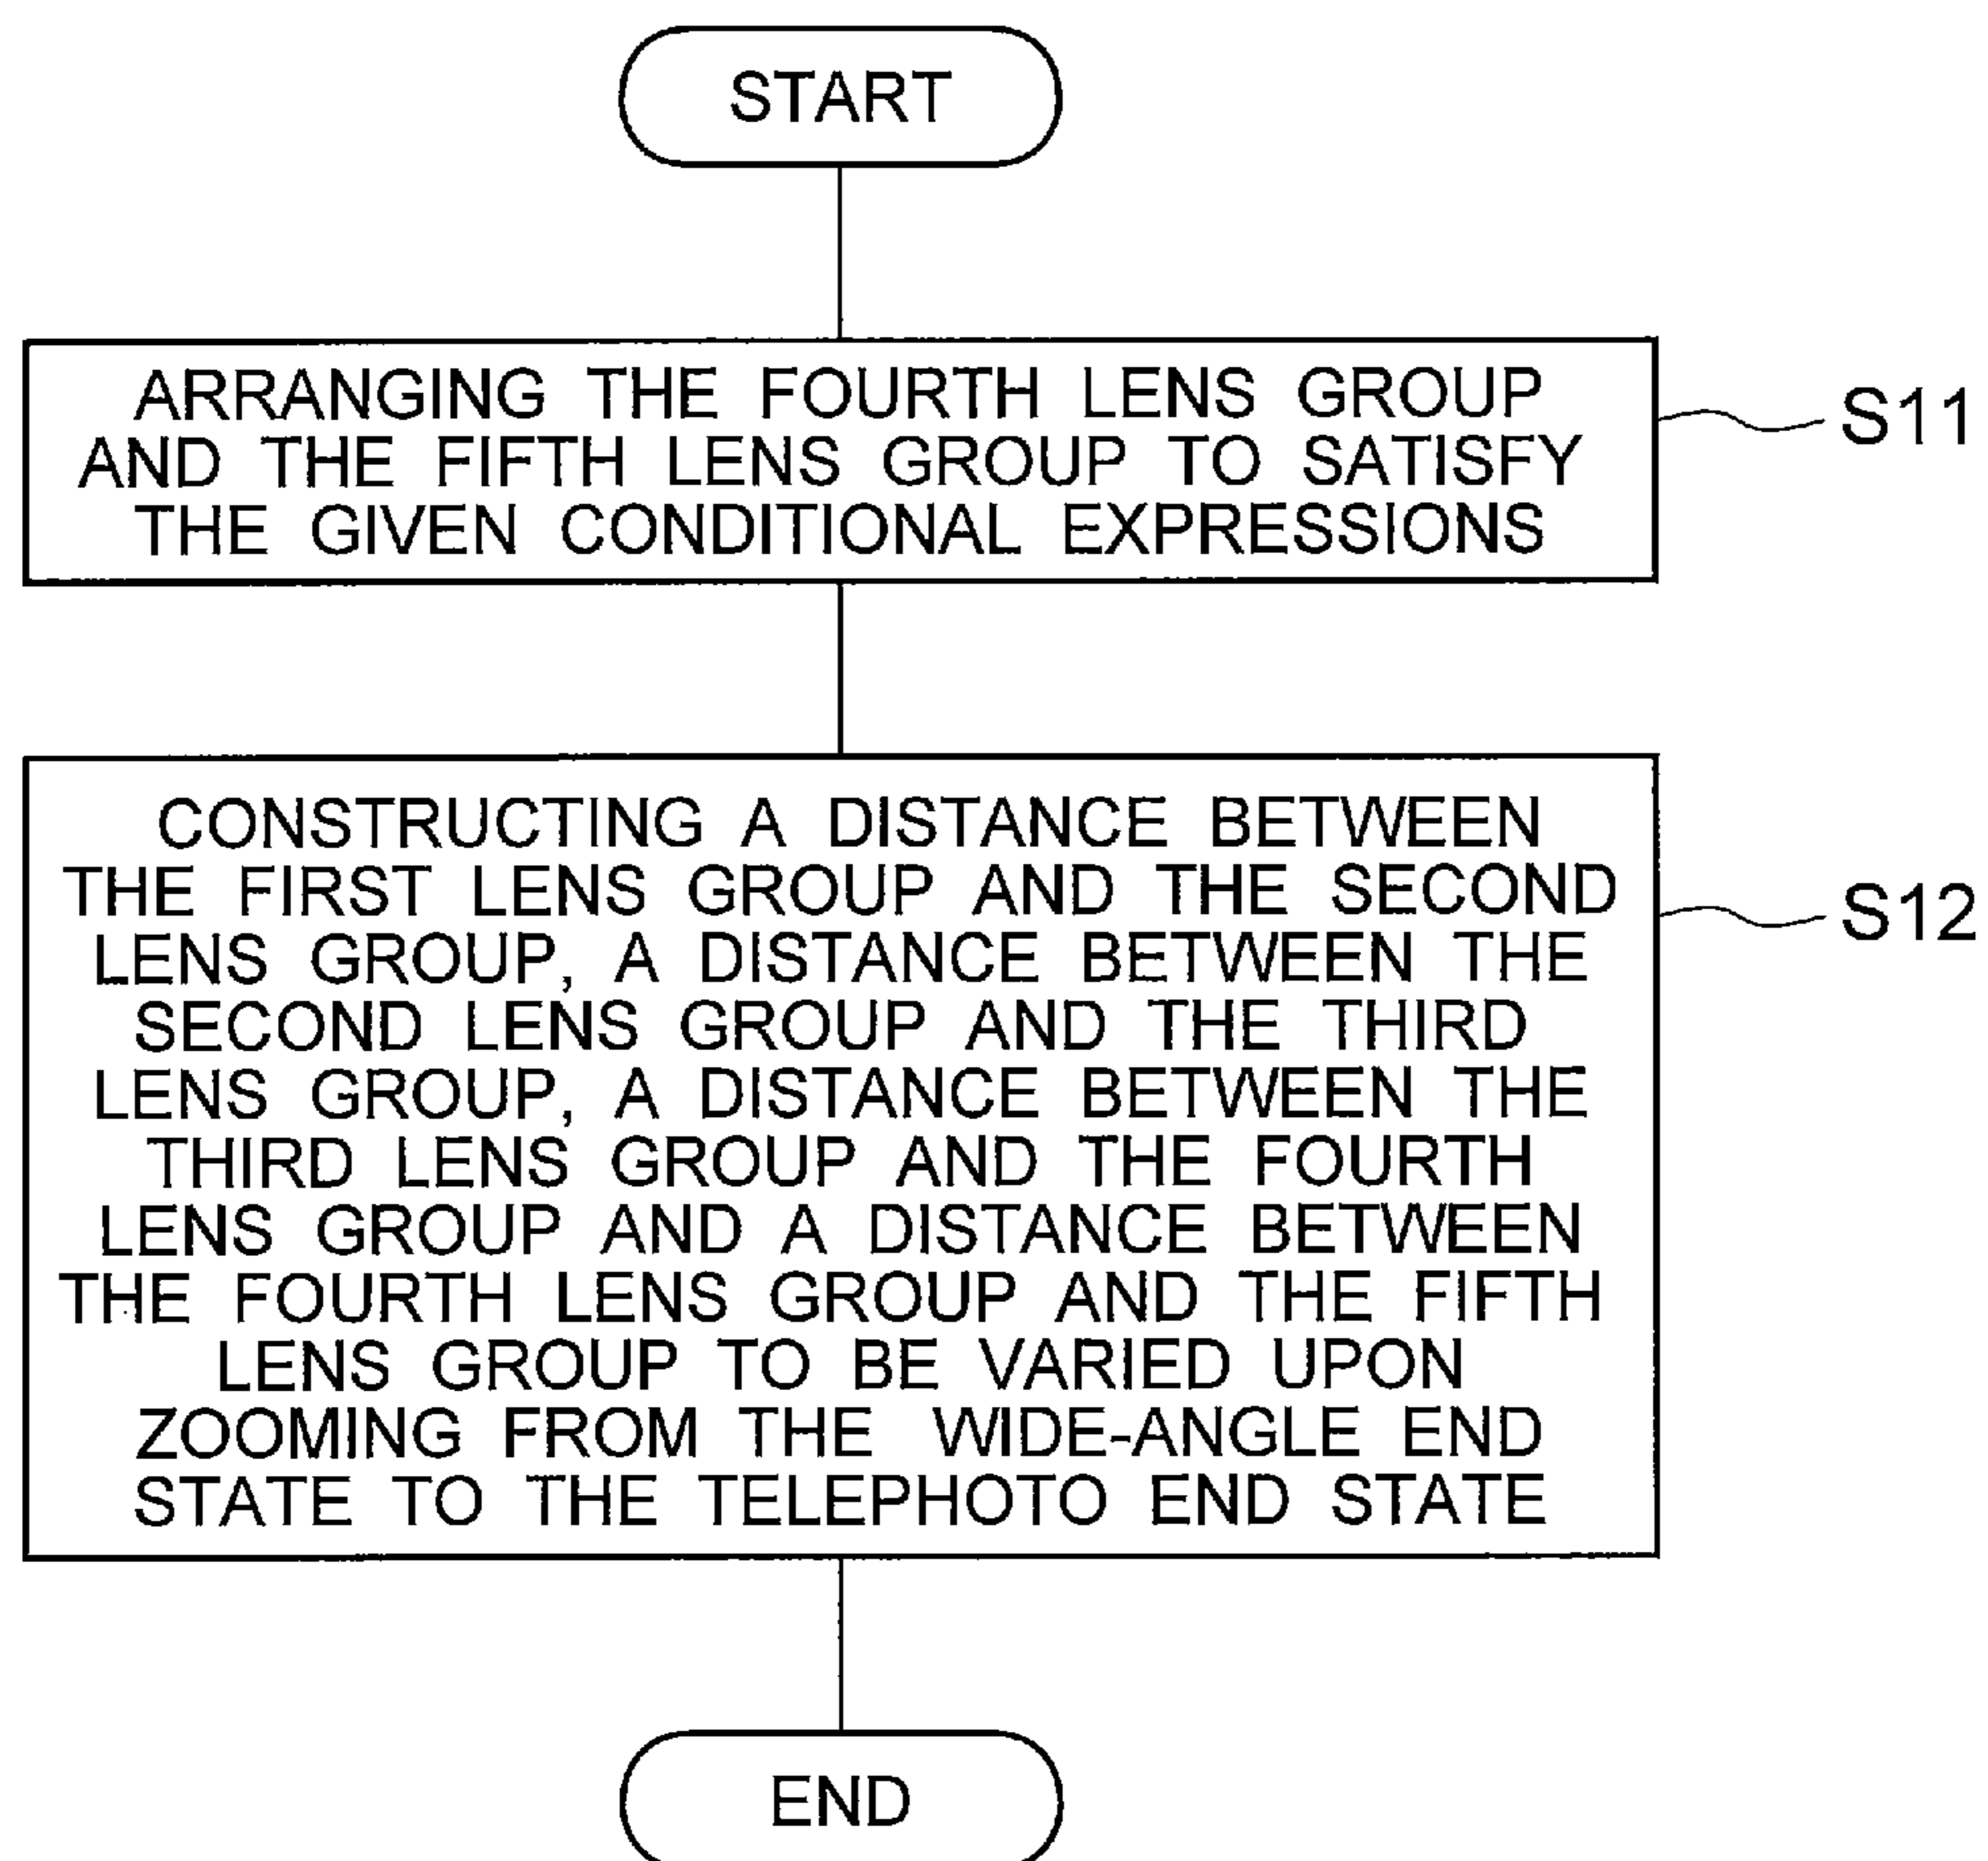 START
ARRANGING THE FOURTH LENS GROUP
AND THE FIFTH LENS GROUP TO SATISFY
THE GIVEN CONDITIONAL EXPRESSIONS
S11
CONSTRUCTING A DISTANCE BETWEEN
THE FIRST LENS GROUP AND THE SECOND
LENS GROUP, A DISTANCE BETWEEN THE
SECOND LENS GROUP AND THE THIRD
LENS GROUP, A DISTANCE BETWEEN THE
THIRD LENS GROUP AND THE FOURTH
LENS GROUP AND A DISTANCE BETWEEN
THE FOURTH LENS GROUP AND THE FIFTH
LENS GROUP TO BE VARIED UPON
ZOOMING FROM THE WIDE-ANGLE END
STATE TO THE TELEPHOTO END STATE
S12
END